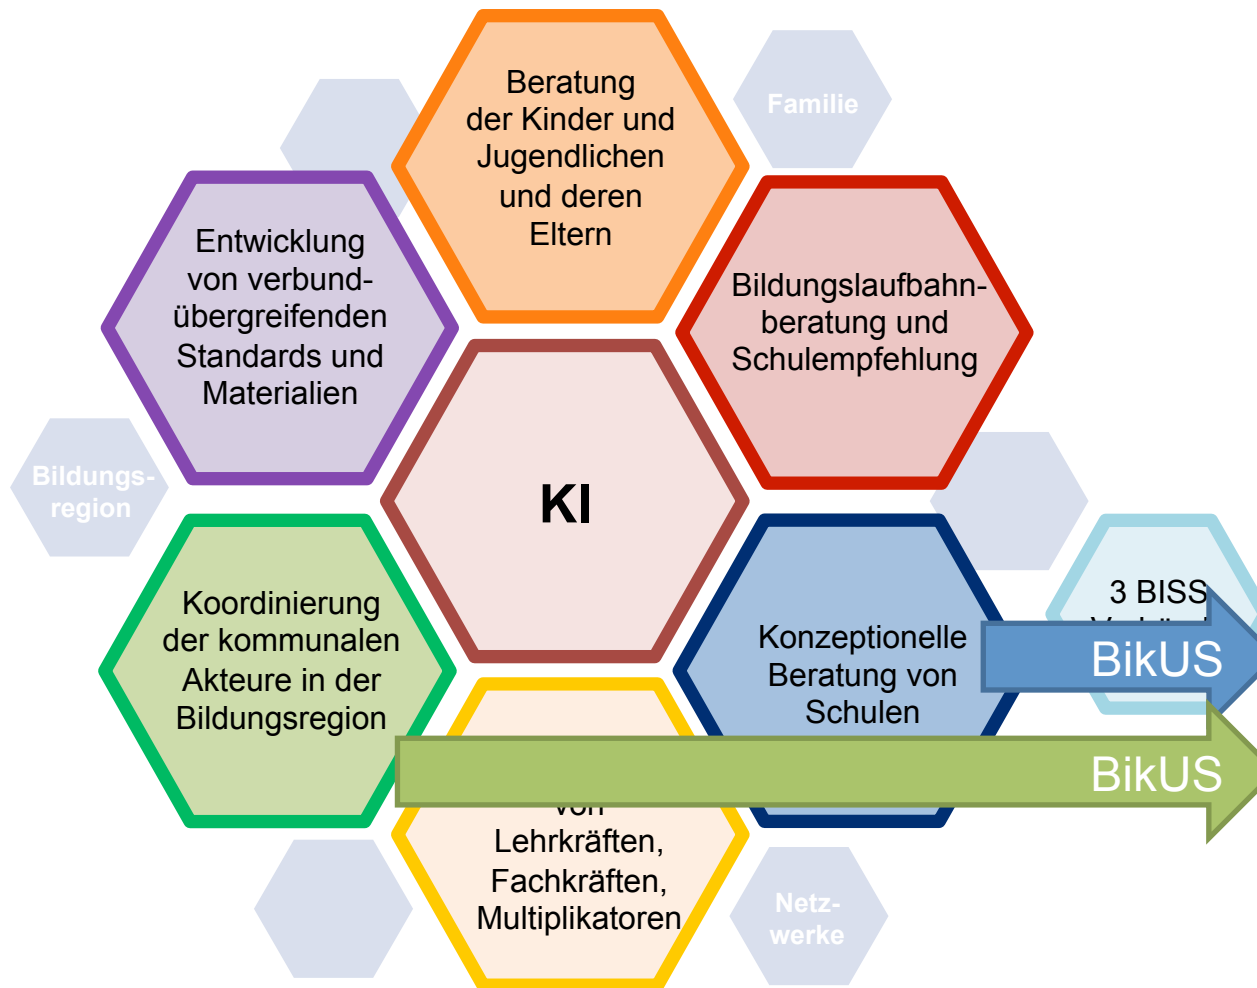 Beratung
der Kinder und
Jugendlichen
und deren
Eltern
Familie
Entwicklung
von verbund-
übergreifenden
Standards und
Materialien
Bildungslaufbahn-
beratung und
Schulempfehlung
Bildungs-
region
KI
Koordinierung
der kommunalen
Akteure in der
Bildungsregion
Konzeptionelle
Beratung von
Schulen
3 BISS
BikUS
BikUS
von
Lehrkräften,
Fachkräften,
Multiplikatoren
Netz-
werke